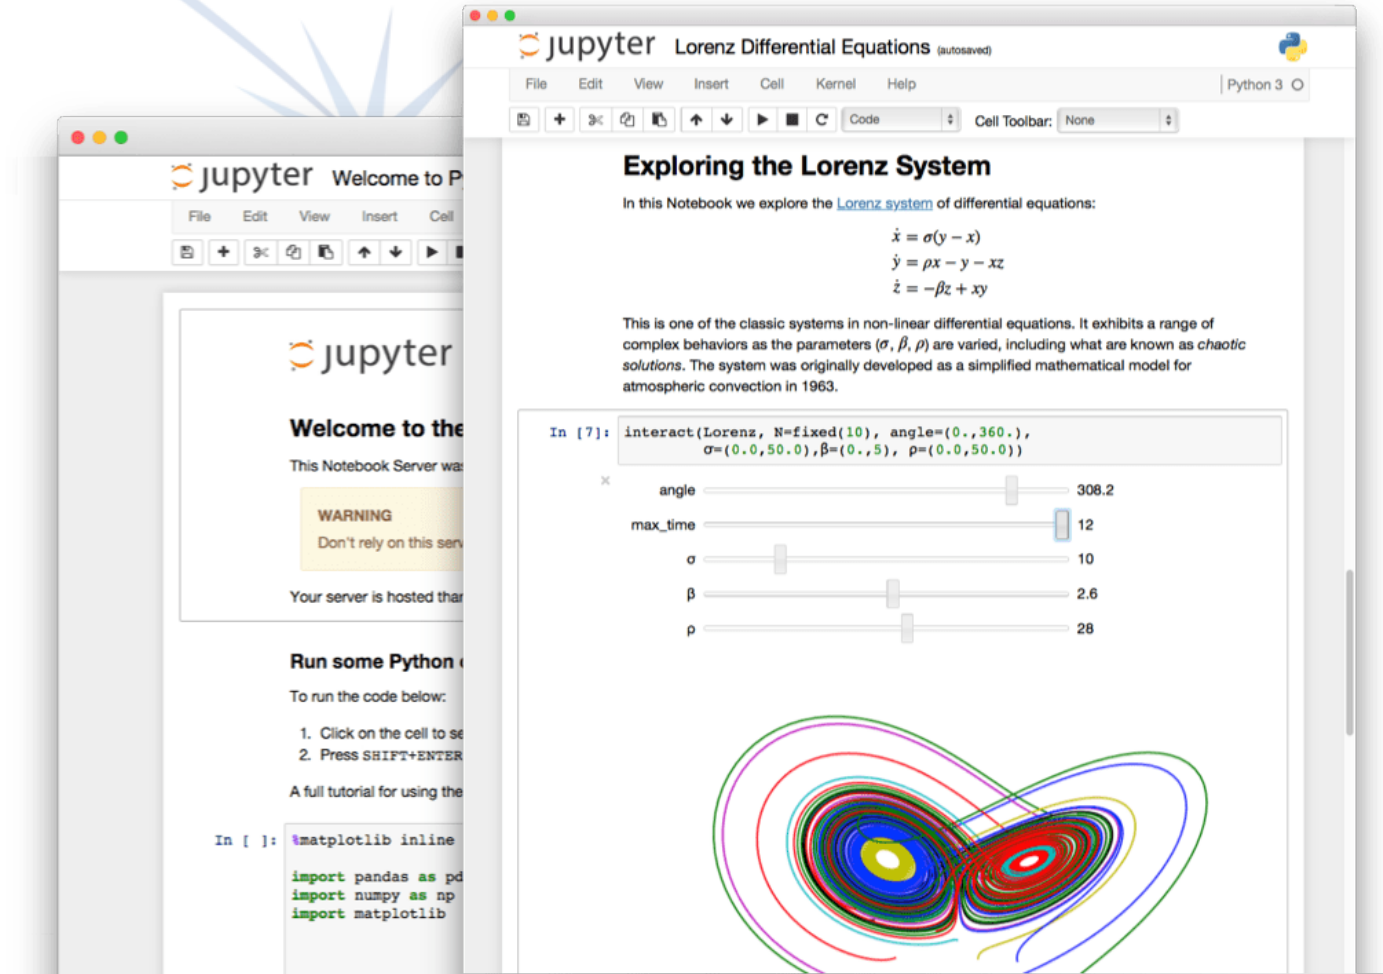 jupyter Lorenz Differential Equations (autosaved)
File Edit View Insert Cell Kernel Help
Python 3
Code
Cell Toolbar: None
Exploring the Lorenz System
In this Notebook we explore the Lorenz system of differential equations:
ẋ = σ(y − x)
ẏ = ρx − y − xz
ż = −βz + xy
This is one of the classic systems in non-linear differential equations. It exhibits a range of
complex behaviors as the parameters (σ, β, ρ) are varied, including what are known as chaotic
solutions. The system was originally developed as a simplified mathematical model for
atmospheric convection in 1963.
In [7]: interact(Lorenz, N=fixed(10), angle=(0.,360.),
σ=(0.0,50.0),β=(0.,5), ρ=(0.0,50.0))
angle 308.2
max_time 12
σ 10
β 2.6
ρ 28
jupyter Welcome to P
File Edit View Insert Cell
jupyter
Welcome to the
This Notebook Server was
WARNING
Don't rely on this serv
Your server is hosted than
Run some Python
To run the code below:
1. Click on the cell to se
2. Press SHIFT+ENTER
A full tutorial for using the
In [ ]: %matplotlib inline
import pandas as pd
import numpy as np
import matplotlib